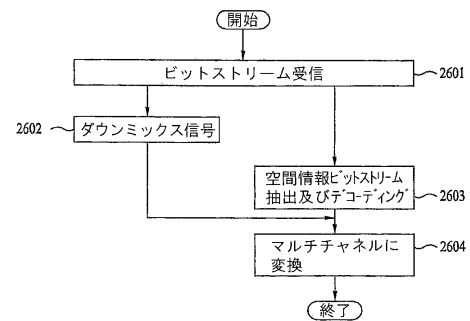 開始
ビットストリーム受信
2601
2602
ダウンミックス信号
空間情報ビットストリーム
抽出及びデコーディング
2603
マルチチャネルに
変換
2604
終了